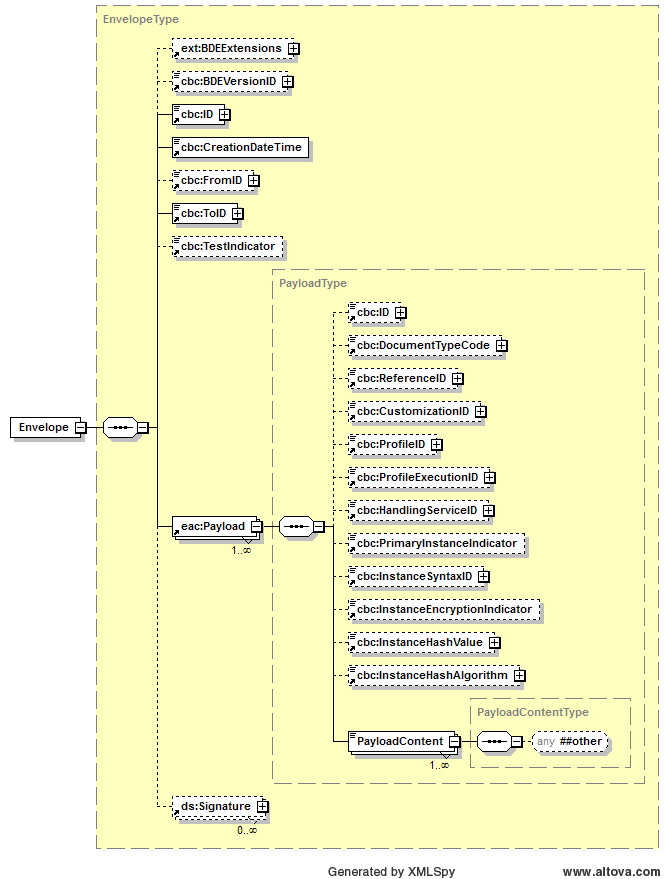 EnvelopeType
ext:BDEExtensions
cbc:BDEVersionID
cbc:ID
cbc:CreationDateTime
cbc:FromID
cbc:ToID
cbc:TestIndicator
PayloadType
cbc:ID
cbc:DocumentTypeCode
cbc:ReferenceID
cbc:CustomizationID
Envelope
cbc:ProfileID
cbc:ProfileExecutionID
cbc:HandlingServiceID
eac:Payload
1..∞
cbc:PrimaryInstanceIndicator
cbc:InstanceSyntaxID
cbc:InstanceEncryptionIndicator
cbc:InstanceHashValue
cbc:InstanceHashAlgorithm
PayloadContentType
PayloadContent
any ##other
1..∞
ds:Signature
0..∞
Generated by XMLSpy
www.altova.com